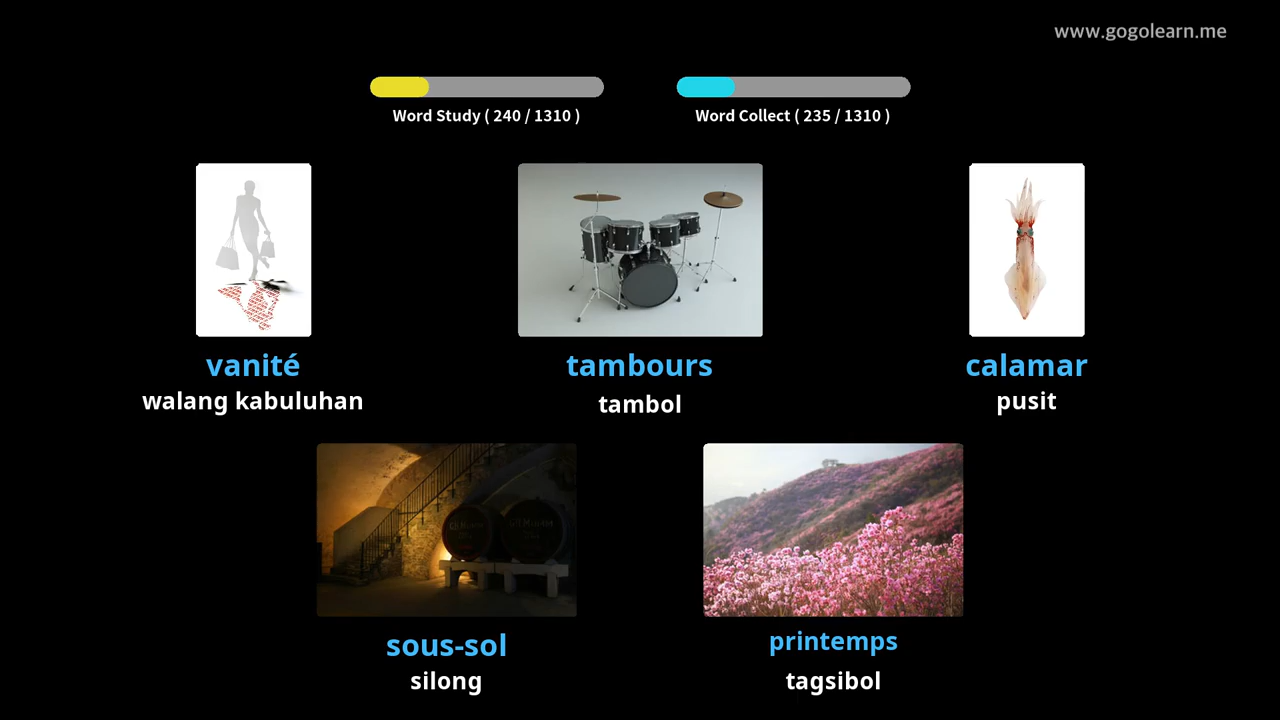 www.gogolearn.me
Word Study ( 240 / 1310 )
Word Collect ( 235 / 1310 )
vanité
walang kabuluhan
tambours
tambol
calamar
pusit
sous-sol
silong
printemps
tagsibol